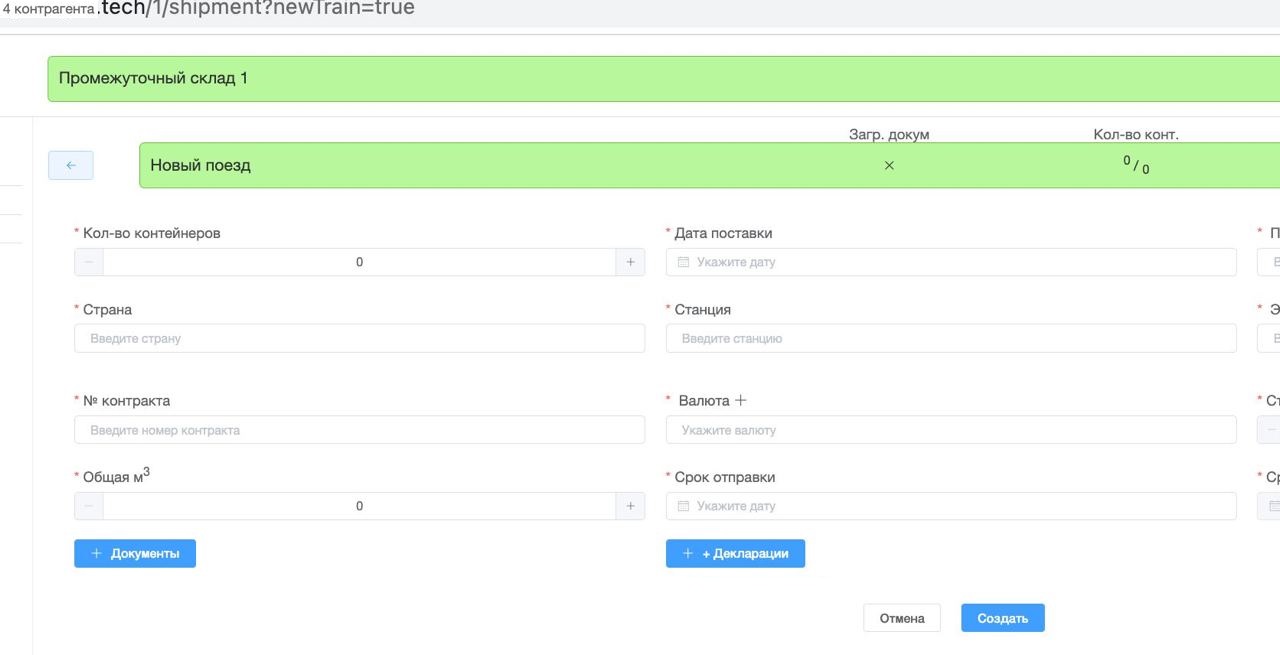 4 контрагента .tech/1/shipment?newTrain=true
Промежуточный склад 1
Загр. докум Кол-во конт.
← Новый поезд × 0 / 0
* Кол-во контейнеров * Дата поставки * П
− 0 + Укажите дату В
* Страна * Станция * Э
Введите страну Введите станцию В
* № контракта * Валюта + * Ст
Введите номер контракта Укажите валюту −
* Общая м³ * Срок отправки * Ср
− 0 + Укажите дату
+ Документы + + Декларации
Отмена Создать